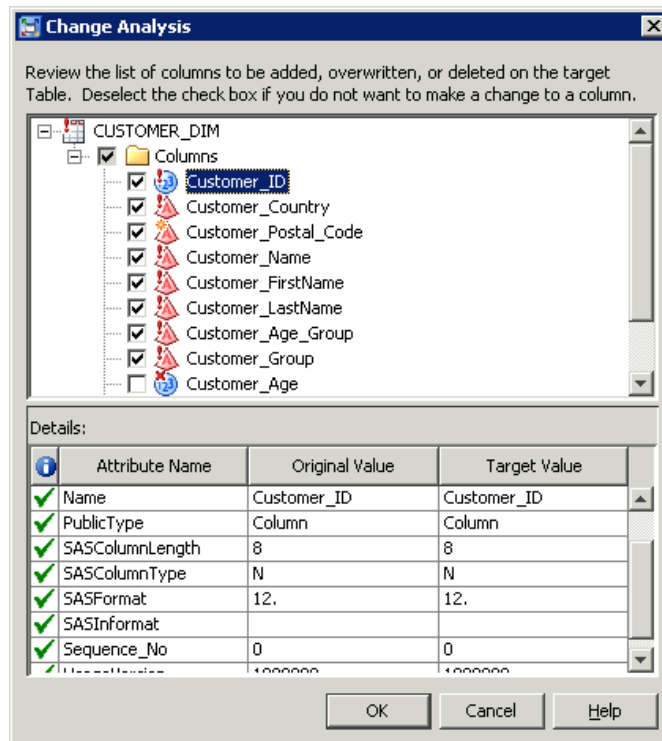 Change Analysis
Review the list of columns to be added, overwritten, or deleted on the target
Table. Deselect the check box if you do not want to make a change to a column.
CUSTOMER_DIM
Columns
Customer_ID
Customer_Country
Customer_Postal_Code
Customer_Name
Customer_FirstName
Customer_LastName
Customer_Age_Group
Customer_Group
Customer_Age
Details:
Attribute Name Original Value Target Value
Name Customer_ID Customer_ID
PublicType Column Column
SASColumnLength 8 8
SASColumnType N N
SASFormat 12. 12.
SASInformat
Sequence_No 0 0
OK Cancel Help